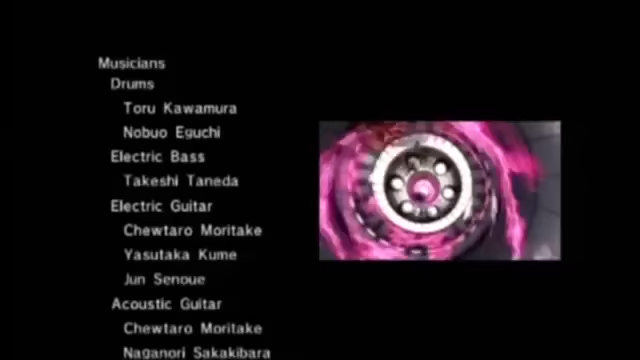 Musicians
Drums
Toru Kawamura
Nobuo Eguchi
Electric Bass
Takeshi Taneda
Electric Guitar
Chewtaro Moritake
Yasutaka Kume
Jun Senoue
Acoustic Guitar
Chewtaro Moritake
Naganori Sakakibara